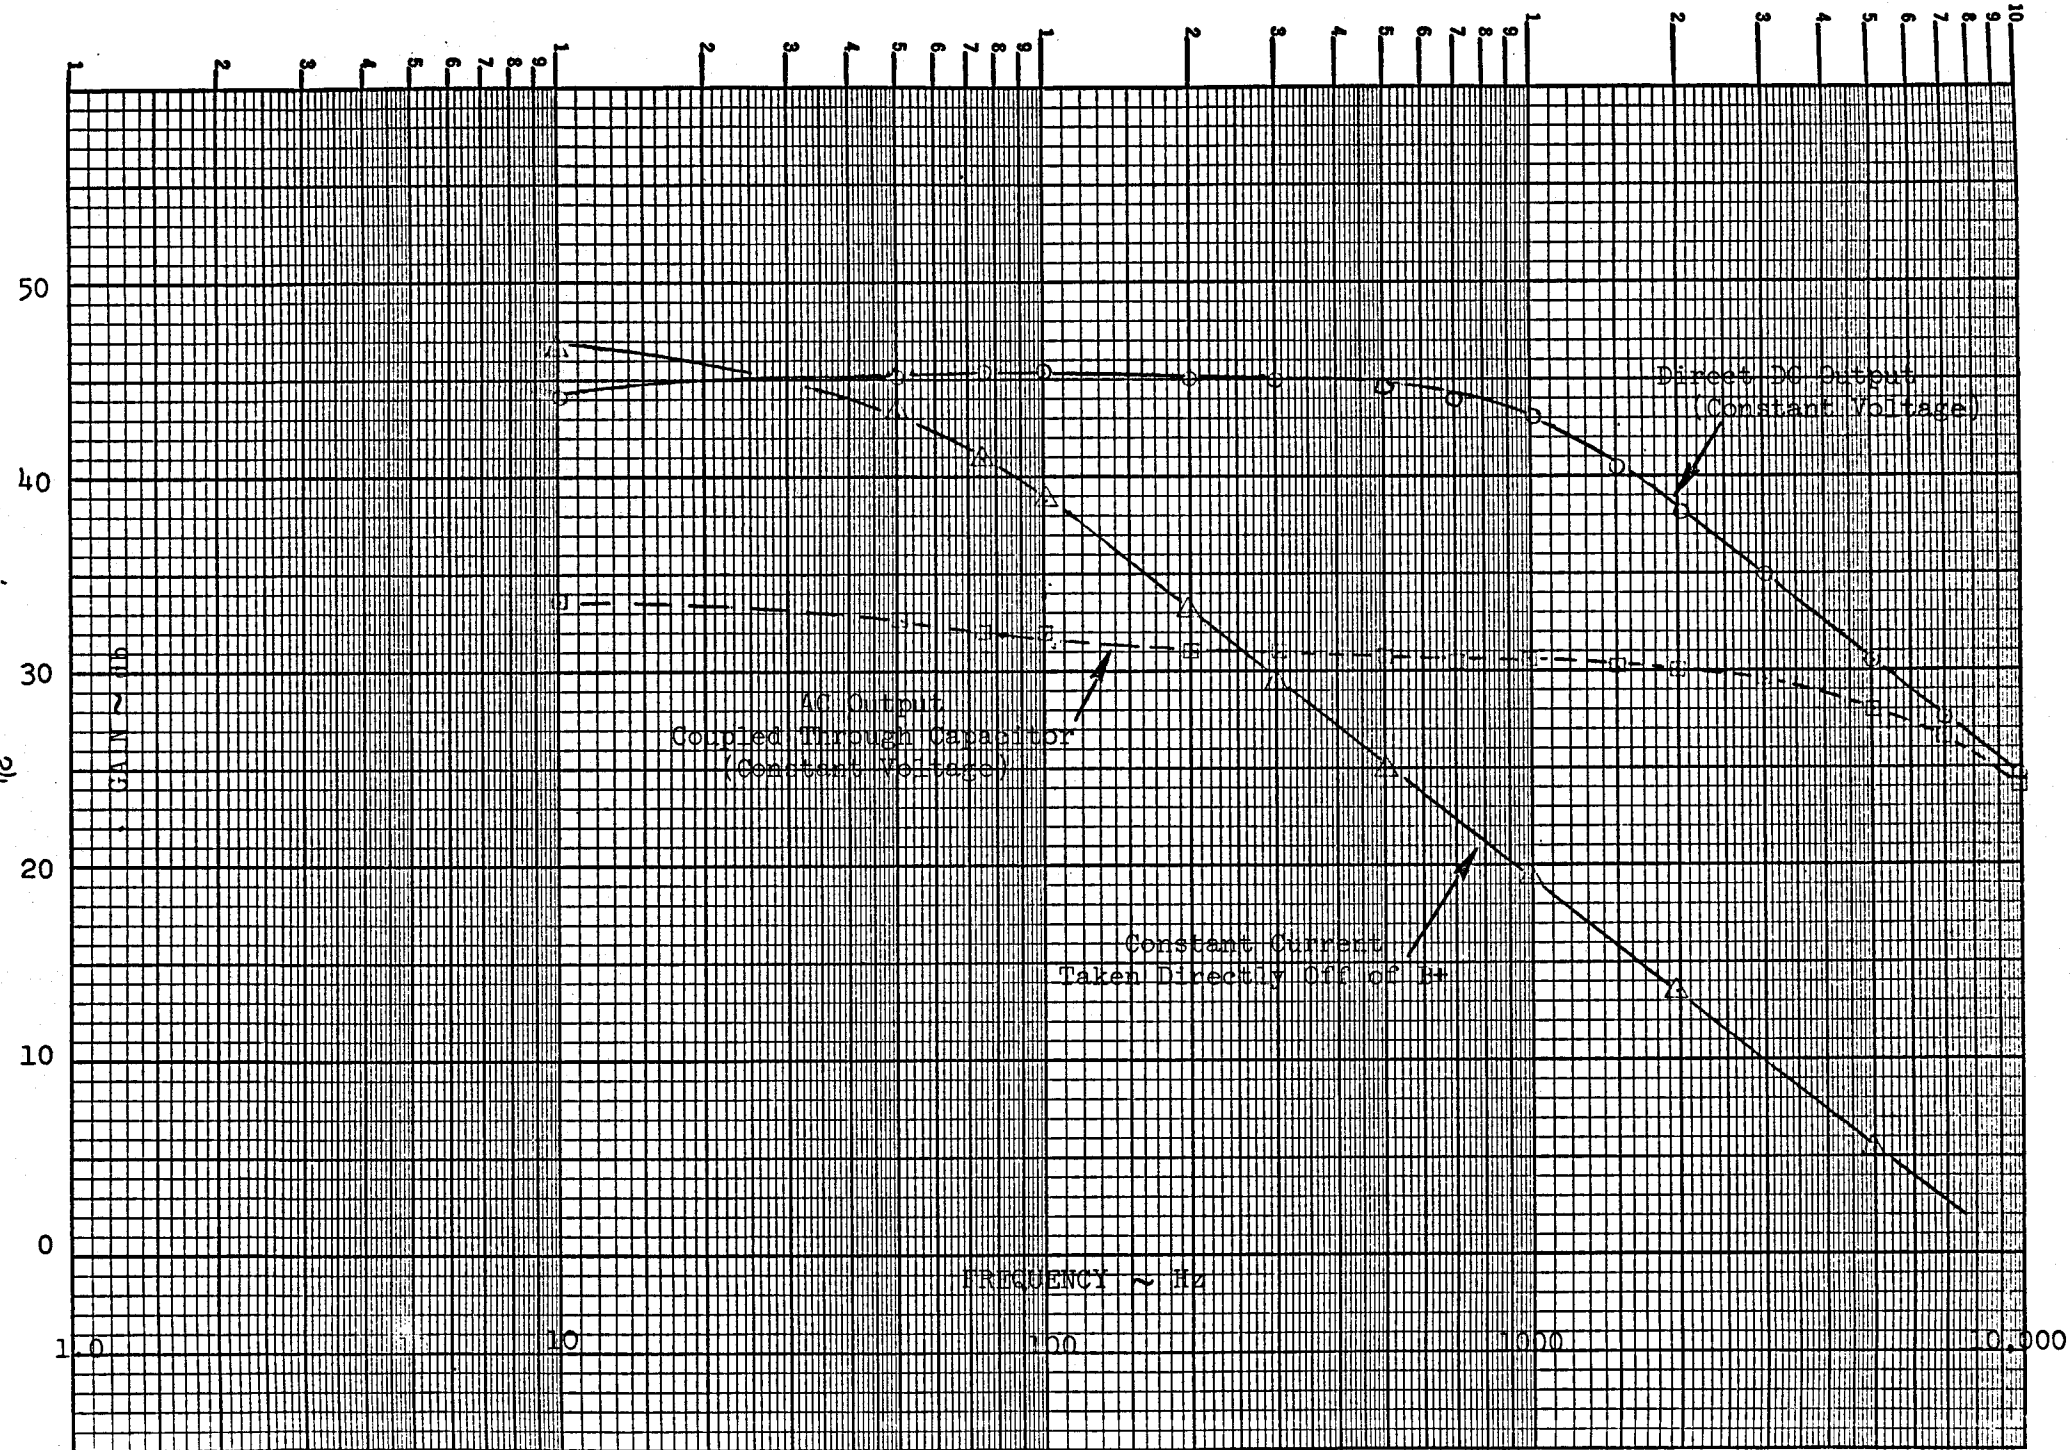 1 2 3 4 5 6 7 8 9 1 2 3 4 5 6 7 8 9 1 2 3 4 5 6 7 8 9 1 2 3 4 5 6 7 8 9 10
50
40
30
20
10
0
GAIN ~ dB
Direct DC Output
(Constant Voltage)
AC Output
Coupled Through Capacitor
(Constant Voltage)
Constant Current
Taken Directly Off of B+
FREQUENCY ~ Hz
1.0 10 100 1000 10,000